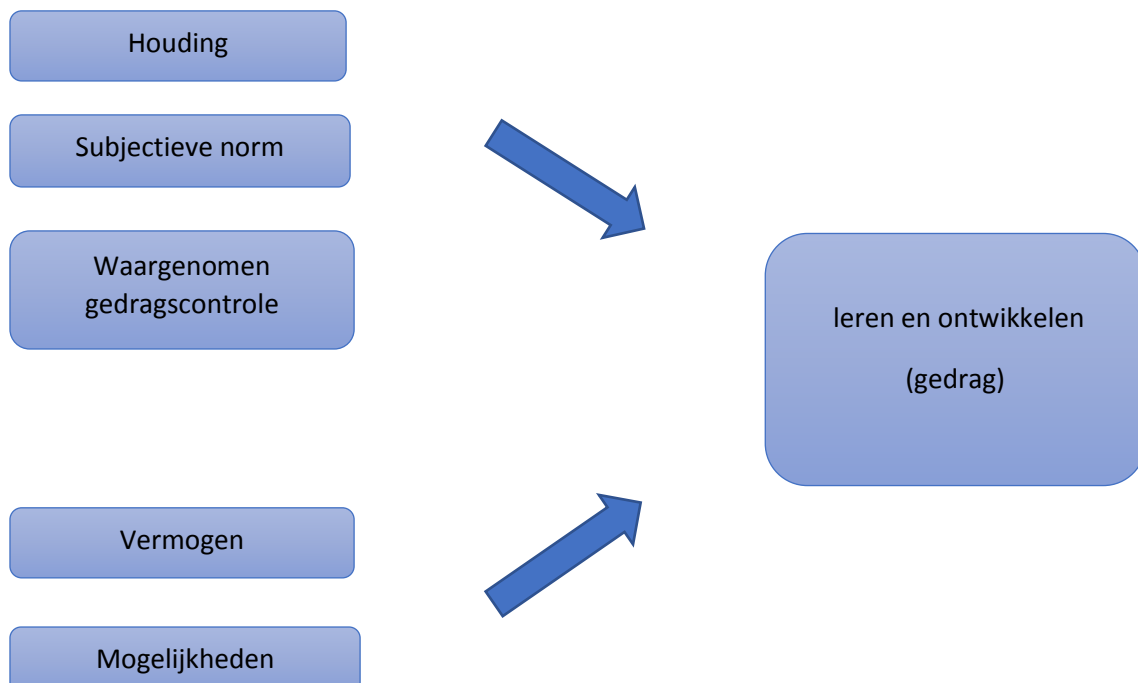 Houding
Subjectieve norm
Waargenomen
gedragscontrole
leren en ontwikkelen
(gedrag)
Vermogen
Mogelijkheden